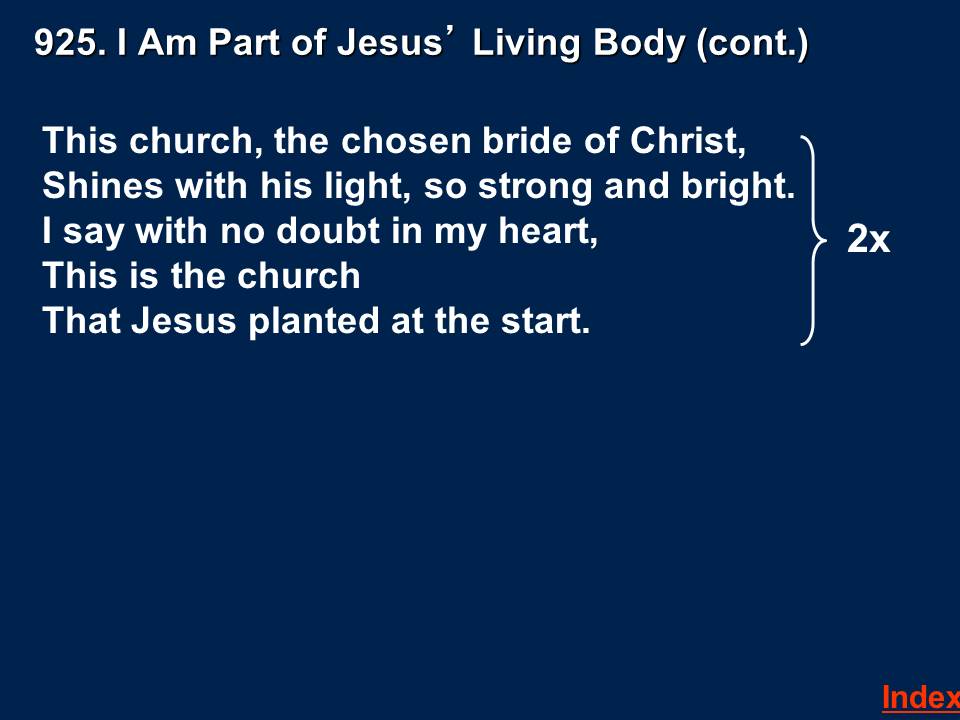 925. I Am Part of Jesus’ Living Body (cont.)
This church, the chosen bride of Christ,
Shines with his light, so strong and bright.
I say with no doubt in my heart,
This is the church
That Jesus planted at the start.
2x
Index